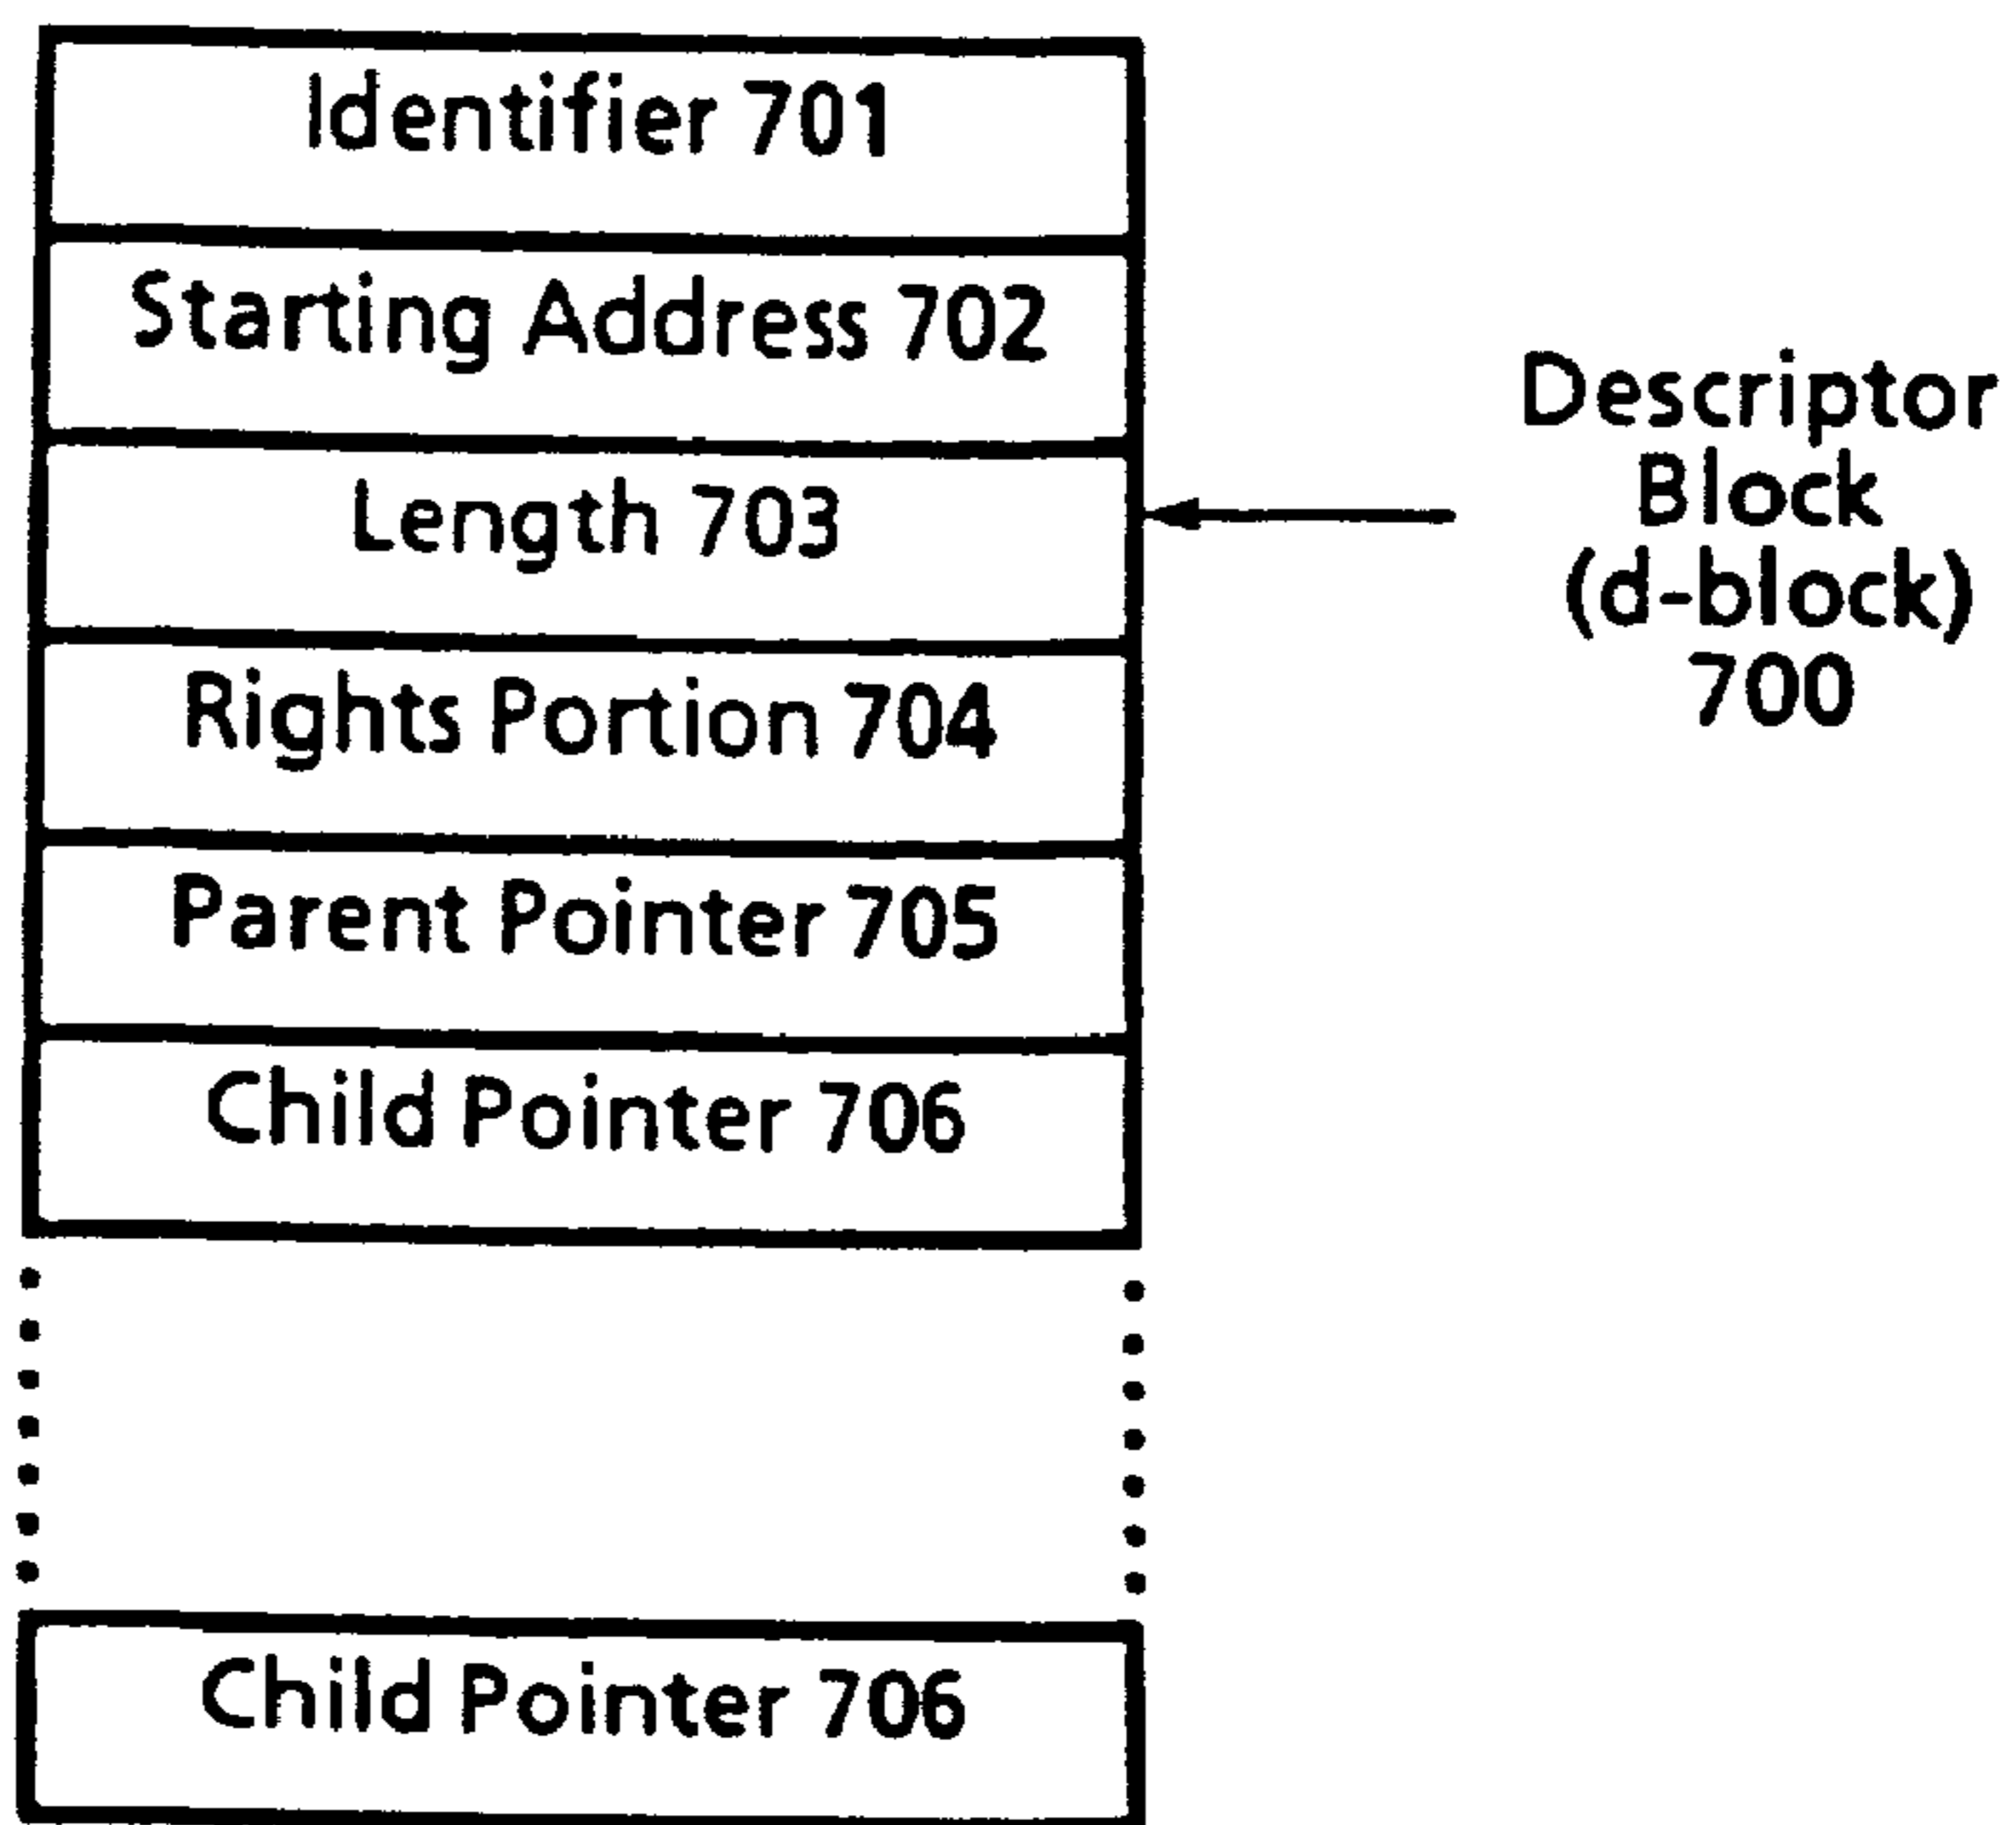 Identifier 701
Starting Address 702
Length 703
Rights Portion 704
Parent Pointer 705
Child Pointer 706
Child Pointer 706
Descriptor
Block
(d-block)
700